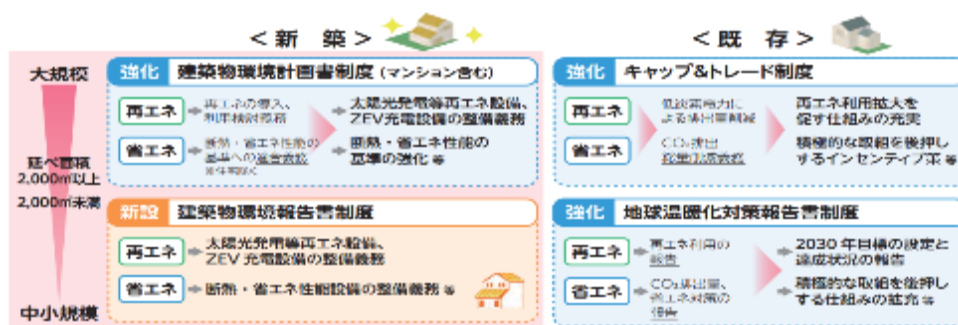 <新 築>
<既 存>
大規模
延べ面積
2,000㎡以上
2,000㎡未満
中小規模
強化 建築物環境計画書制度(マンション含む)
再エネ
再エネの導入、
利用検討義務
太陽光発電等再エネ設備、
ZEV充電設備の整備義務
省エネ
断熱・省エネ性能の
基準への適合義務
断熱・省エネ性能の
基準の強化 等
新設 建築物環境報告書制度
再エネ
太陽光発電等再エネ設備、
ZEV充電設備の整備義務
省エネ
断熱・省エネ性能設備の整備義務 等
強化 キャップ&トレード制度
再エネ
低炭素電力に
よる排出量削減
再エネ利用拡大を
促す仕組みの充実
省エネ
CO₂排出
総量削減義務
積極的な取組を後押し
するインセンティブ策 等
強化 地球温暖化対策報告書制度
再エネ
再エネ利用の
報告
2030年目標の設定と
達成状況の報告
省エネ
CO₂排出量、
省エネ対策の
報告
積極的な取組を後押し
する仕組みの拡充 等